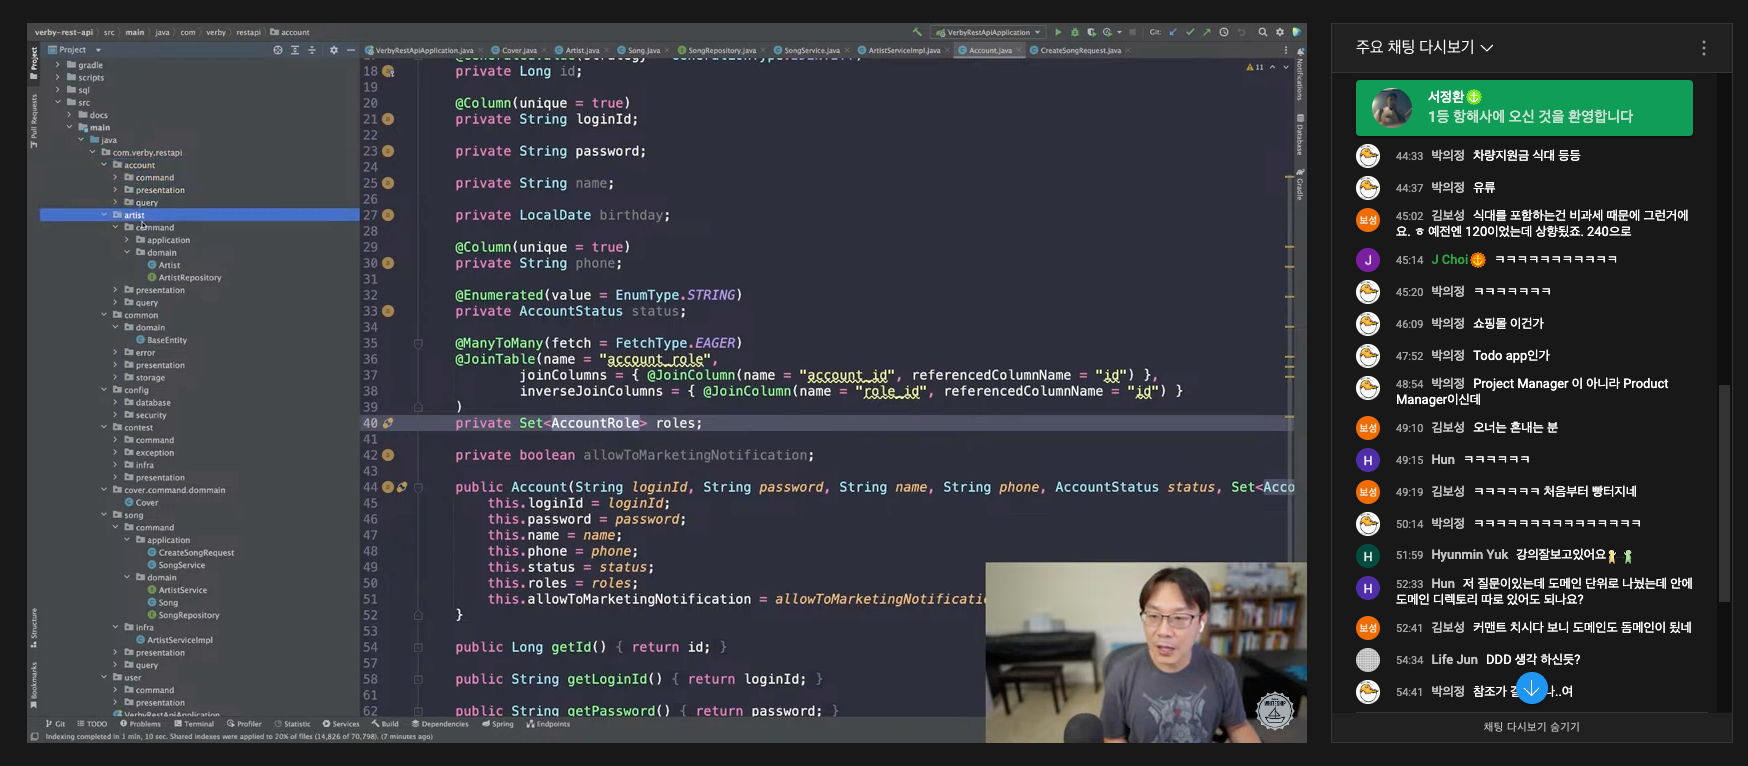 verby-rest-api › src › main › java › com › verby › restapi › account
VerbyRestApiApplication
Git:
Project
Project
Pull Requests
Structure
Bookmarks
VerbyRestApiApplication.java
Cover.java
Artist.java
Song.java
SongRepository.java
SongService.java
ArtistServiceImpl.java
Account.java
CreateSongRequest.java
gradle
scripts
sql
src
docs
main
java
com.verby.restapi
account
command
presentation
query
artist
command
application
domain
Artist
ArtistRepository
presentation
query
common
domain
BaseEntity
error
presentation
storage
config
database
security
contest
command
exception
infra
presentation
cover.command.dommain
Cover
song
command
application
CreateSongRequest
SongService
domain
ArtistService
Song
SongRepository
infra
ArtistServiceImpl
presentation
query
user
command
presentation
VerbyRestApiApplication
11
Notifications
Database
Gradle
18 private Long id;
19
20 @Column(unique = true)
21 private String loginId;
22
23 private String password;
24
25 private String name;
26
27 private LocalDate birthday;
28
29 @Column(unique = true)
30 private String phone;
31
32 @Enumerated(value = EnumType.STRING)
33 private AccountStatus status;
34
35 @ManyToMany(fetch = FetchType.EAGER)
36 @JoinTable(name = "account_role",
37 joinColumns = { @JoinColumn(name = "account_id", referencedColumnName = "id") },
38 inverseJoinColumns = { @JoinColumn(name = "role_id", referencedColumnName = "id") }
39 )
40 private Set<AccountRole> roles;
41
42 private boolean allowToMarketingNotification;
43
44 public Account(String loginId, String password, String name, String phone, AccountStatus status, Set<Acco
45 this.loginId = loginId;
46 this.password = password;
47 this.name = name;
48 this.phone = phone;
49 this.status = status;
50 this.roles = roles;
51 this.allowToMarketingNotification = allowToMarketingNotificatio
52 }
53
54 public Long getId() { return id; }
57
58 public String getLoginId() { return loginId; }
61
62 public String getPassword() { return password; }
WHITESHIP
Git TODO Problems Terminal Profiler Statistic Services Build Dependencies Spring Endpoints
Indexing completed in 1 min, 10 sec. Shared indexes were applied to 20% of files (14,826 of 70,798). (7 minutes ago)
주요 채팅 다시보기
서정환
1등 항해사에 오신 것을 환영합니다
44:33 박의정 차량지원금 식대 등등
44:37 박의정 유류
보성 45:02 김보성 식대를 포함하는건 비과세 때문에 그런거에
요. ㅎ 예전엔 120이었는데 상향됬죠. 240으로
J 45:14 J Choi ㅋㅋㅋㅋㅋㅋㅋㅋㅋㅋㅋ
45:20 박의정 ㅋㅋㅋㅋㅋㅋㅋ
46:09 박의정 쇼핑몰 이건가
47:52 박의정 Todo app인가
48:54 박의정 Project Manager 이 아니라 Product
Manager이신데
보성 49:10 김보성 오너는 혼내는 분
H 49:15 Hun ㅋㅋㅋㅋㅋㅋ
보성 49:19 김보성 ㅋㅋㅋㅋㅋㅋ 처음부터 빵터지네
50:14 박의정 ㅋㅋㅋㅋㅋㅋㅋㅋㅋㅋㅋㅋㅋㅋㅋ
H 51:59 Hyunmin Yuk 강의잘보고있어요
H 52:33 Hun 저 질문이있는데 도메인 단위로 나눴는데 안에
도메인 디렉토리 따로 있어도 되나요?
보성 52:41 김보성 커맨트 치시다 보니 도메인도 돔메인이 됬네
54:34 Life Jun DDD 생각 하신듯?
54:41 박의정 참조가
채팅 다시보기 숨기기